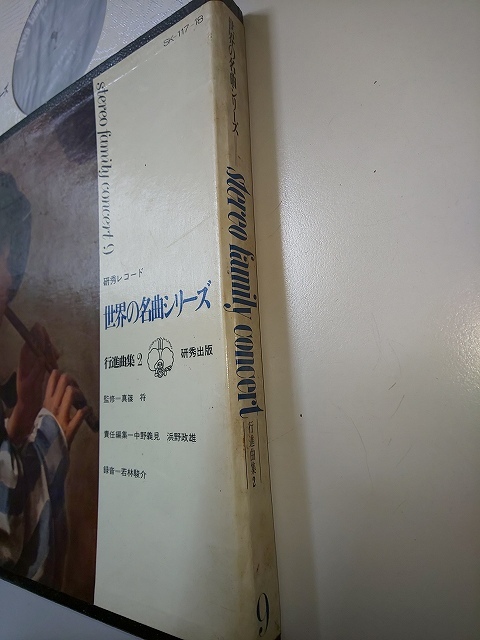 SK-117-1B
stereo family concert 9
研秀レコード
世界の名曲シリーズ
行進曲集 2
研秀出版
監修—真篠 将
責任編集—中野義見 浜野政雄
録音—若林駿介
世界の名曲シリーズ
stereo family concert
行進曲集 2
9